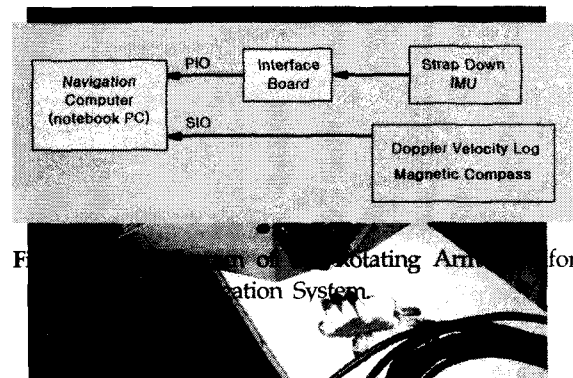 PIO
Interface
Board
Strap Down
IMU
Navigation
Computer
(notebook PC)
SIO
Doppler Velocity Log
Magnetic Compass
of Rotating Arm for
ation System.